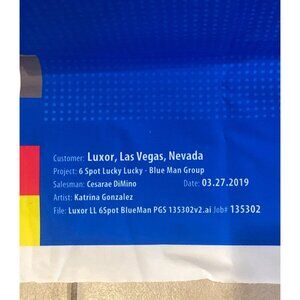 Customer: Luxor, Las Vegas, Nevada
Project: 6 Spot Lucky Lucky - Blue Man Group
Salesman: Cesarae DiMino Date: 03.27.2019
Artist: Katrina Gonzalez
File: Luxor LL 6Spot BlueMan PGS 135302v2.ai Job# 135302